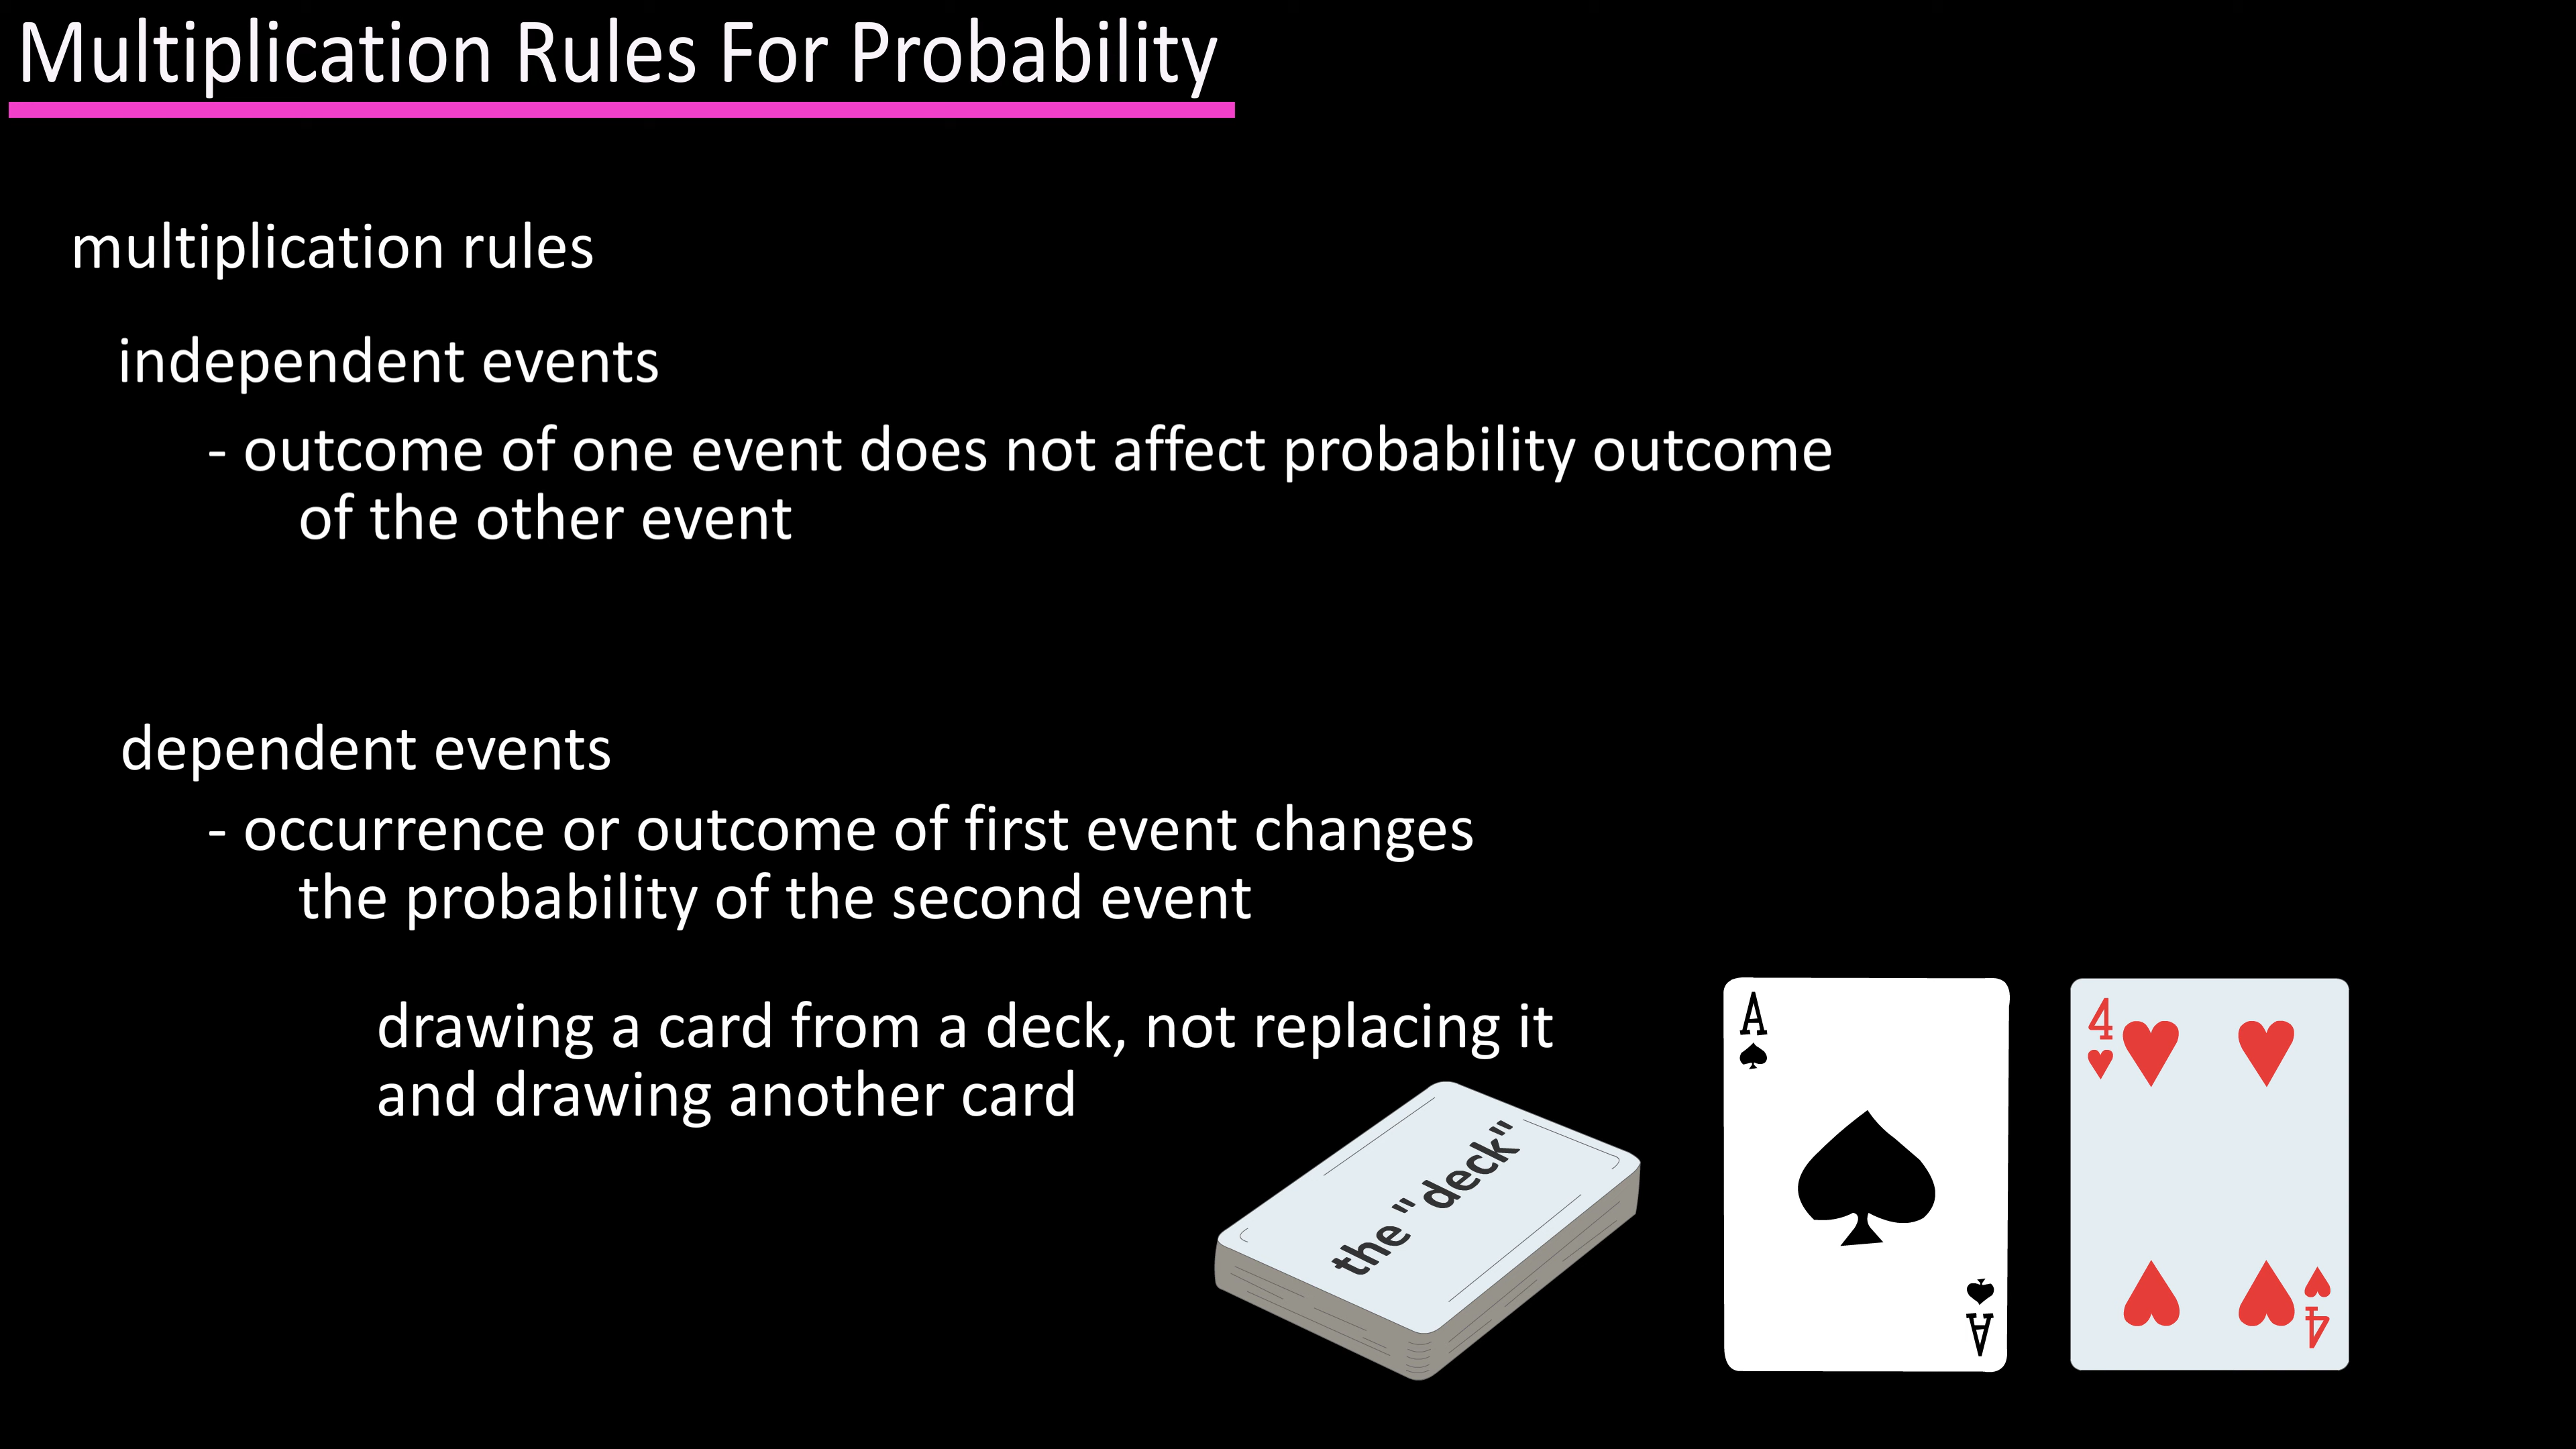 Multiplication Rules For Probability
multiplication rules
independent events
- outcome of one event does not affect probability outcome
of the other event
dependent events
- occurrence or outcome of first event changes
the probability of the second event
drawing a card from a deck, not replacing it
and drawing another card
the "deck"
A
A
4
4